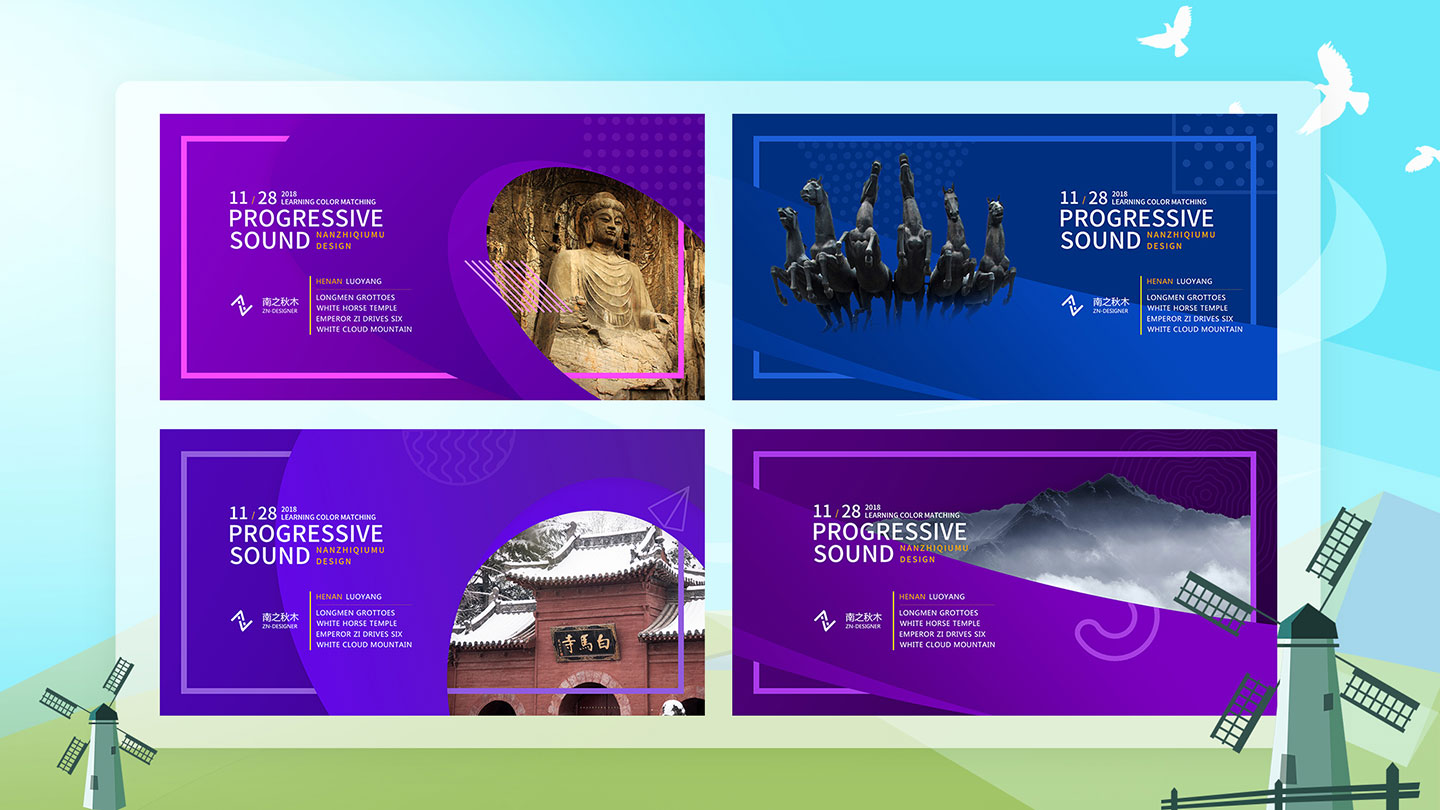 11 / 28 2018
LEARNING COLOR MATCHING
PROGRESSIVE
SOUND NANZHIQIUMU
DESIGN
南之秋木
ZN-DESIGNER
HENAN LUOYANG
LONGMEN GROTTOES
WHITE HORSE TEMPLE
EMPEROR ZI DRIVES SIX
WHITE CLOUD MOUNTAIN
11 / 28 2018
LEARNING COLOR MATCHING
PROGRESSIVE
SOUND NANZHIQIUMU
DESIGN
南之秋木
ZN-DESIGNER
HENAN LUOYANG
LONGMEN GROTTOES
WHITE HORSE TEMPLE
EMPEROR ZI DRIVES SIX
WHITE CLOUD MOUNTAIN
11 / 28 2018
LEARNING COLOR MATCHING
PROGRESSIVE
SOUND NANZHIQIUMU
DESIGN
南之秋木
ZN-DESIGNER
HENAN LUOYANG
LONGMEN GROTTOES
WHITE HORSE TEMPLE
EMPEROR ZI DRIVES SIX
WHITE CLOUD MOUNTAIN
寺馬白
11 / 28 2018
LEARNING COLOR MATCHING
PROGRESSIVE
SOUND NANZHIQIUMU
DESIGN
南之秋木
ZN-DESIGNER
HENAN LUOYANG
LONGMEN GROTTOES
WHITE HORSE TEMPLE
EMPEROR ZI DRIVES SIX
WHITE CLOUD MOUNTAIN